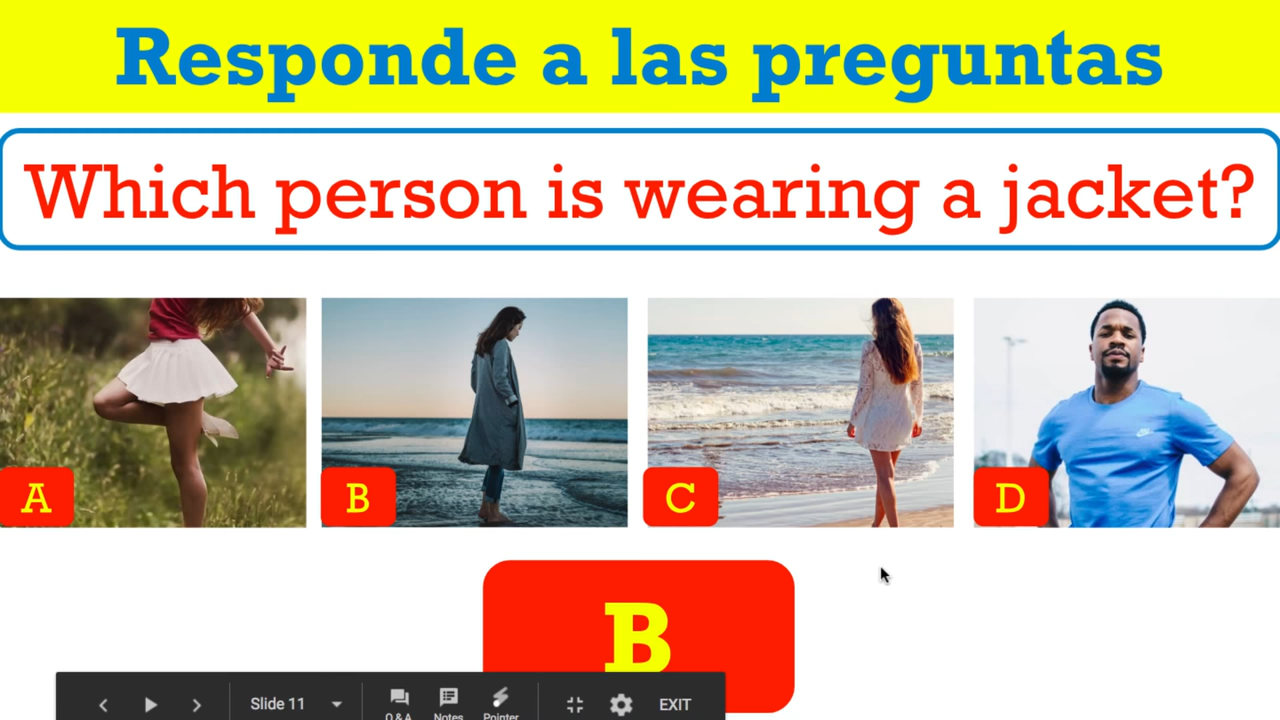 Responde a las preguntas
Which person is wearing a jacket?
A
B
C
D
B
Slide 11
Q & A
Notes
Pointer
EXIT